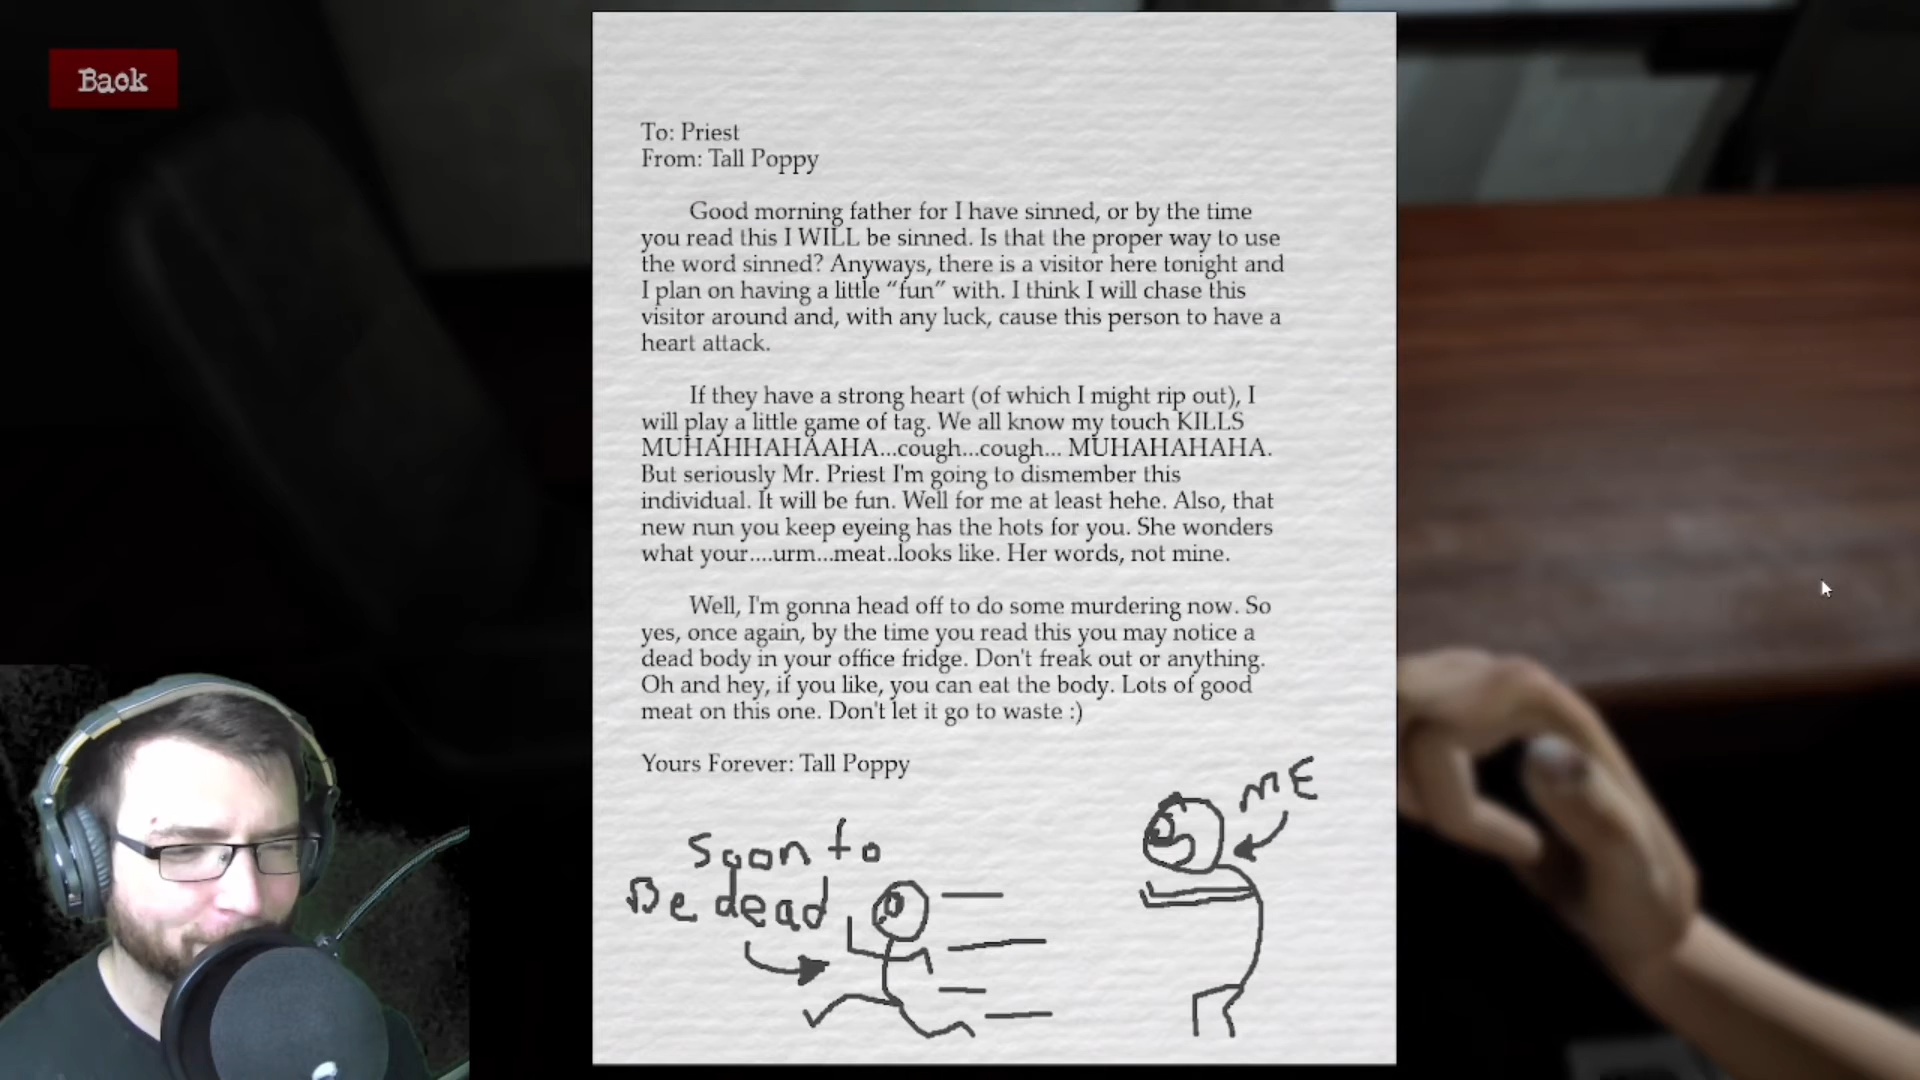 Back
To: Priest
From: Tall Poppy
Good morning father for I have sinned, or by the time
you read this I WILL be sinned. Is that the proper way to use
the word sinned? Anyways, there is a visitor here tonight and
I plan on having a little “fun” with. I think I will chase this
visitor around and, with any luck, cause this person to have a
heart attack.
If they have a strong heart (of which I might rip out), I
will play a little game of tag. We all know my touch KILLS
MUHAHHAHAAHA...cough...cough... MUHAHAHAHA.
But seriously Mr. Priest I'm going to dismember this
individual. It will be fun. Well for me at least hehe. Also, that
new nun you keep eyeing has the hots for you. She wonders
what your....urm...meat..looks like. Her words, not mine.
Well, I'm gonna head off to do some murdering now. So
yes, once again, by the time you read this you may notice a
dead body in your office fridge. Don't freak out or anything.
Oh and hey, if you like, you can eat the body. Lots of good
meat on this one. Don't let it go to waste :)
Yours Forever: Tall Poppy
ME
Soon to
Be dead